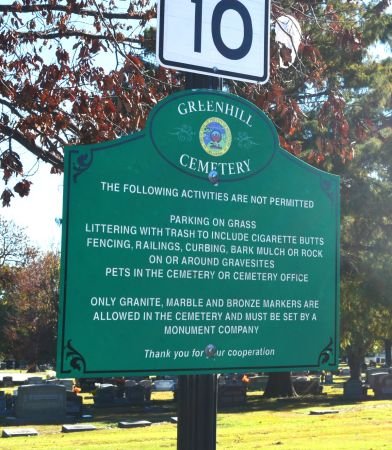 10
GREENHILL
CEMETERY
THE FOLLOWING ACTIVITIES ARE NOT PERMITTED
PARKING ON GRASS
LITTERING WITH TRASH TO INCLUDE CIGARETTE BUTTS
FENCING, RAILINGS, CURBING, BARK MULCH OR ROCK
ON OR AROUND GRAVESITES
PETS IN THE CEMETERY OR CEMETERY OFFICE
ONLY GRANITE, MARBLE AND BRONZE MARKERS ARE
ALLOWED IN THE CEMETERY AND MUST BE SET BY A
MONUMENT COMPANY
Thank you for our cooperation